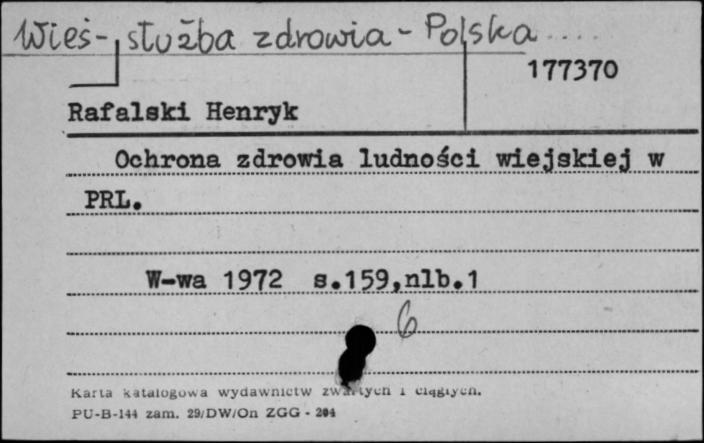 Wieś - służba zdrowia - Polska
177370
Rafalski Henryk
Ochrona zdrowia ludności wiejskiej w
PRL.
W-wa 1972 s.159,nlb.1
6
Karta katalogowa wydawnictw zwartych i ciągłych.
PU-B-144 zam. 29/DW/On ZGG - 204